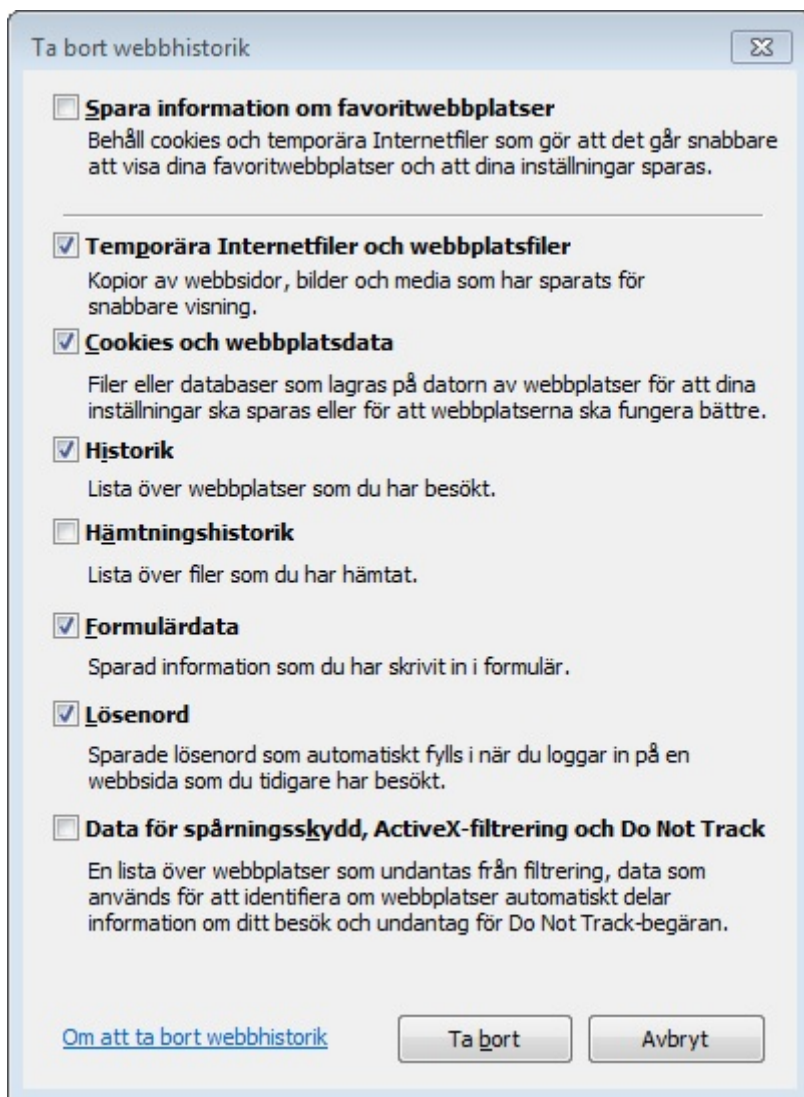 Ta bort webbhistorik
Spara information om favoritwebbplatser
Behåll cookies och temporära Internetfiler som gör att det går snabbare
att visa dina favoritwebbplatser och att dina inställningar sparas.
Temporära Internetfiler och webbplatsfiler
Kopior av webbsidor, bilder och media som har sparats för
snabbare visning.
Cookies och webbplatsdata
Filer eller databaser som lagras på datorn av webbplatser för att dina
inställningar ska sparas eller för att webbplatserna ska fungera bättre.
Historik
Lista över webbplatser som du har besökt.
Hämtningshistorik
Lista över filer som du har hämtat.
Formulärdata
Sparad information som du har skrivit in i formulär.
Lösenord
Sparade lösenord som automatiskt fylls i när du loggar in på en
webbsida som du tidigare har besökt.
Data för spårningsskydd, ActiveX-filtrering och Do Not Track
En lista över webbplatser som undantas från filtrering, data som
används för att identifiera om webbplatser automatiskt delar
information om ditt besök och undantag för Do Not Track-begäran.
Om att ta bort webbhistorik
Ta bort
Avbryt